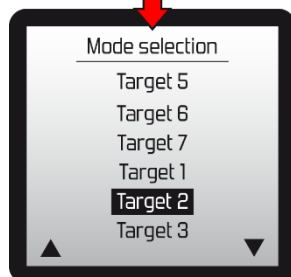 Mode selection
Target 5
Target 6
Target 7
Target 1
Target 2
Target 3